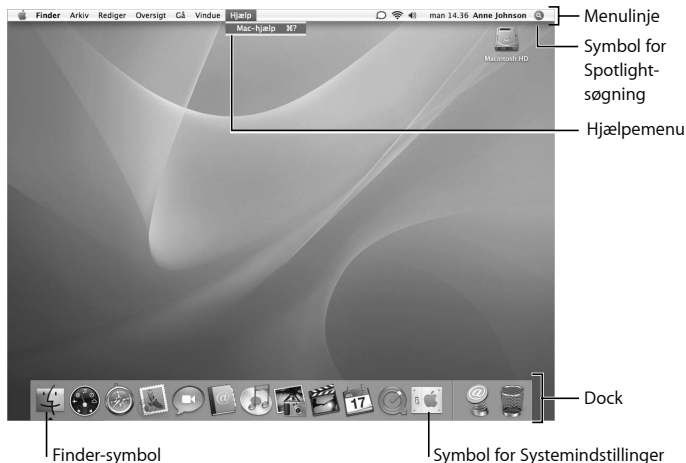 Finder Arkiv Rediger Oversigt Gå Vindue Hjælp man 14.36 Anne Johnson
Mac-hjælp ⌘?
Macintosh HD
Menulinje
Symbol for
Spotlight-
søgning
Hjælpemenu
17
Dock
Finder-symbol
Symbol for Systemindstillinger